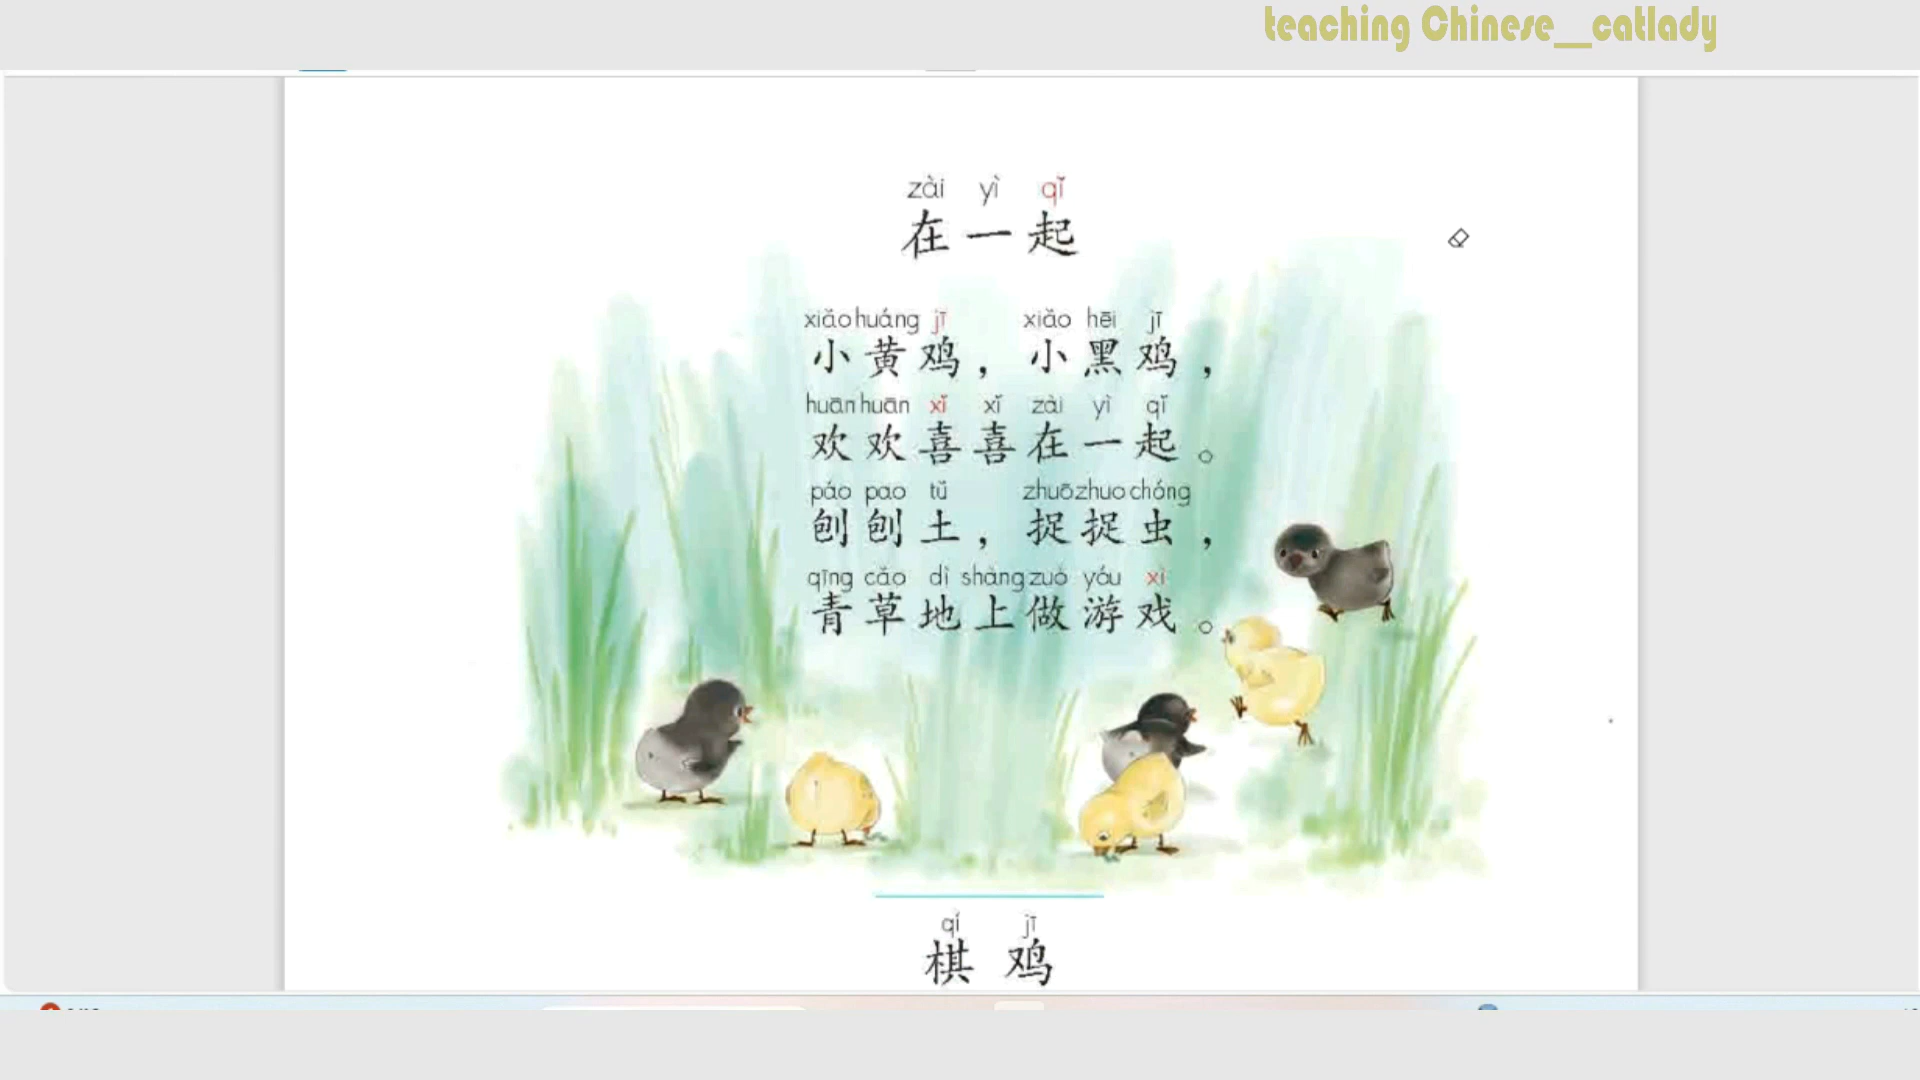 teaching Chinese__catlady
zài yì qǐ
在一起
xiǎo huáng jī xiǎo hēi jī
小黄鸡，小黑鸡，
huān huān xǐ xǐ zài yì qǐ
欢欢喜喜在一起。
páo pao tǔ zhuō zhuo chóng
刨刨土，捉捉虫，
qīng cǎo dì shàng zuò yóu xì
青草地上做游戏。
qí jī
棋 鸡